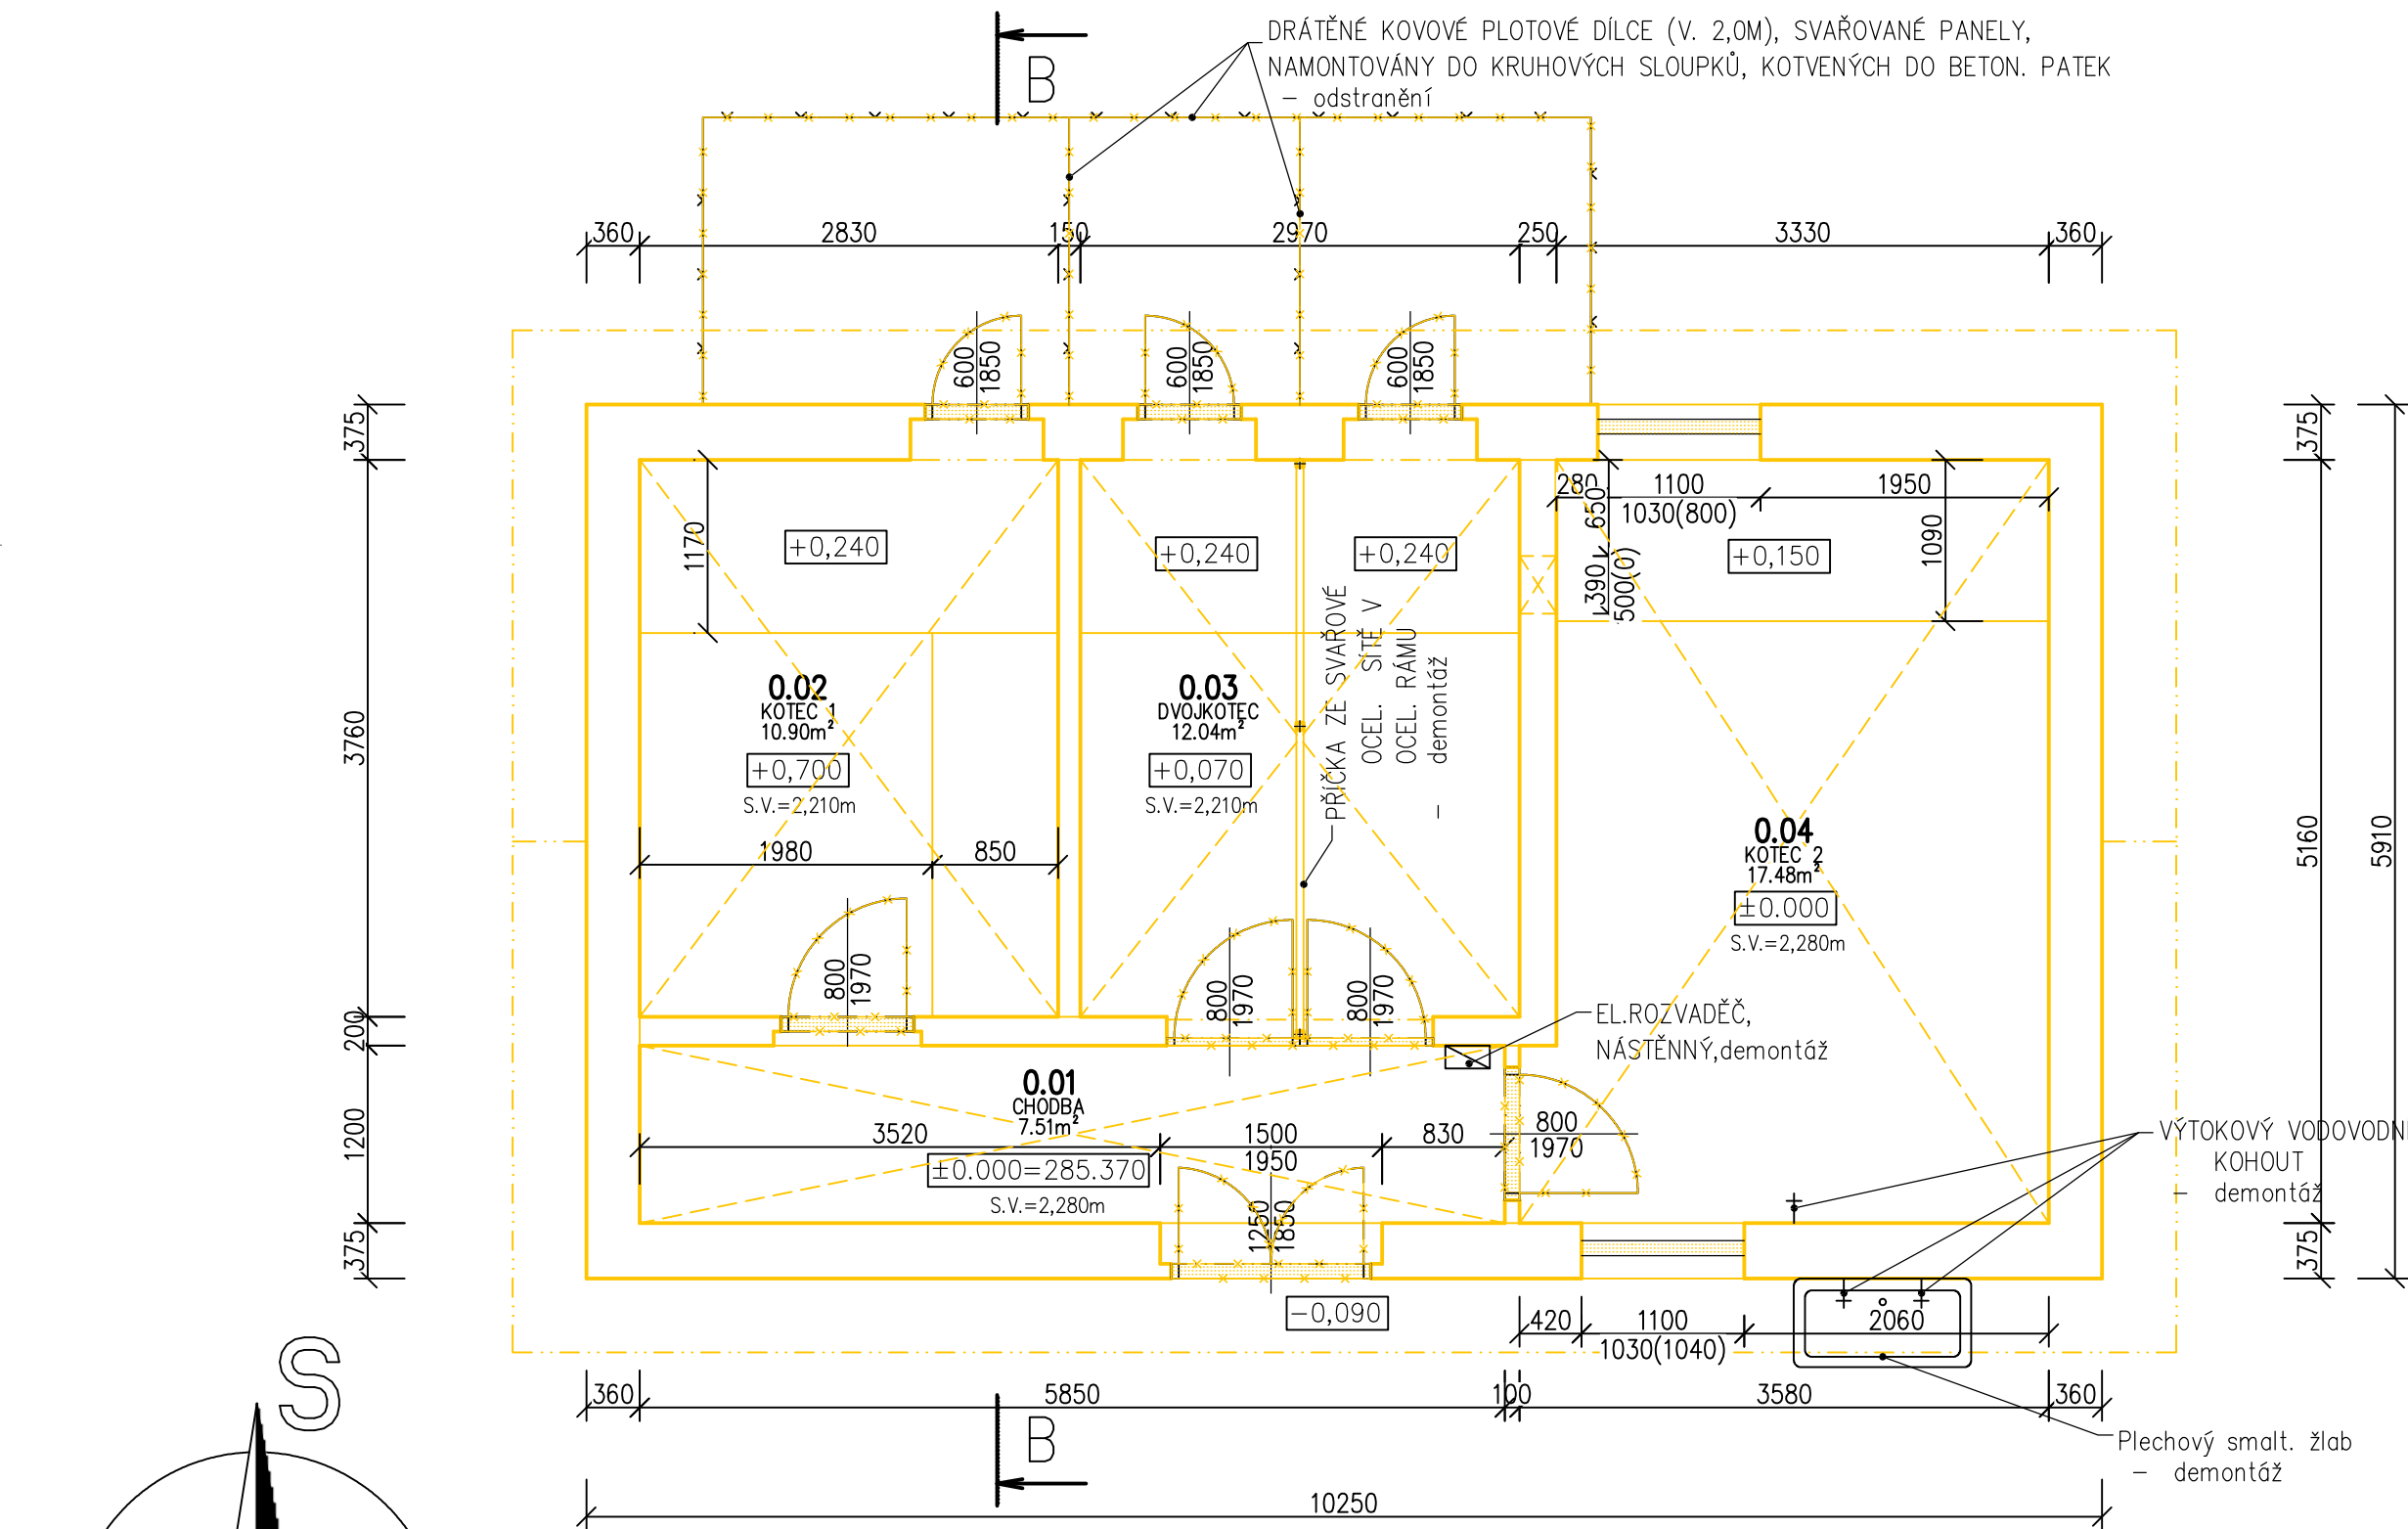 DRÁTĚNÉ KOVOVÉ PLOTOVÉ DÍLCE (V. 2,0M), SVAŘOVANÉ PANELY,
NAMONTOVÁNY DO KRUHOVÝCH SLOUPKŮ, KOTVENÝCH DO BETON. PATEK
– odstranění
B
360
2830
150
2970
250
3330
360
600
1850
600
1850
600
1850
375
3760
200
1200
375
375
5160
375
5910
280
1100
1950
1030(800)
650
390
500(0)
1090
1170
+0,240
+0,240
+0,240
+0,150
PŘÍČKA ZE SVAŘOVÉ
OCEL. SÍTĚ V
OCEL. RÁMU
– demontáž
0.02
KOTEC 1
10.90m²
+0,700
S.V.=2,210m
0.03
DVOJKOTEC
12.04m²
+0,070
S.V.=2,210m
0.04
KOTEC 2
17.48m²
±0.000
S.V.=2,280m
1980
850
800
1970
800
1970
800
1970
EL.ROZVADĚČ,
NÁSTĚNNÝ,demontáž
0.01
CHODBA
7.51m²
3520
1500
830
1950
±0.000=285.370
S.V.=2,280m
800
1970
1250
1850
VÝTOKOVÝ VODOVODN
KOHOUT
– demontáž
-0,090
420
1100
2060
1030(1040)
360
5850
100
3580
360
S
B
Plechový smalt. žlab
– demontáž
10250